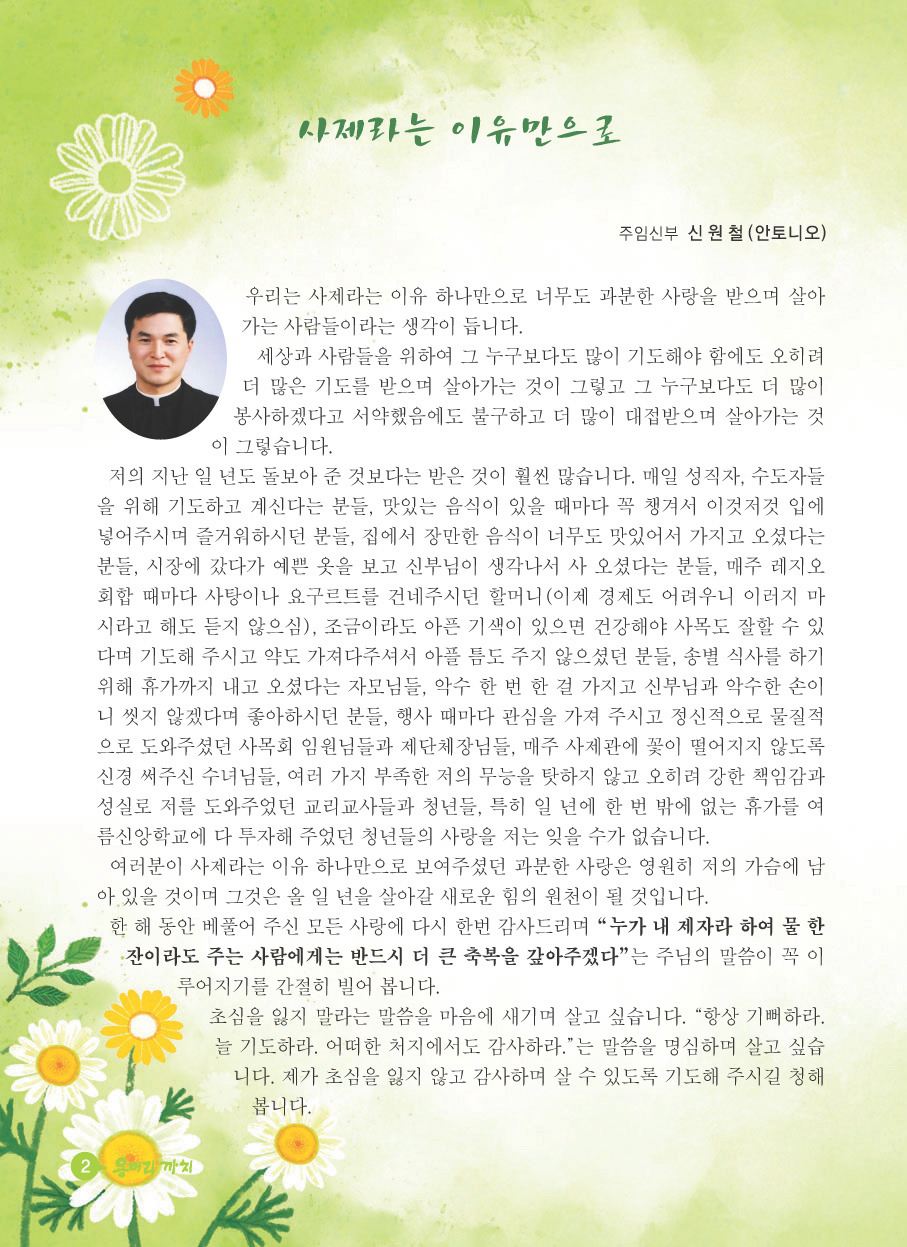 사제라는 이유만으로
주임신부 신 원 철 (안토니오)
우리는 사제라는 이유 하나만으로 너무도 과분한 사랑을 받으며 살아
가는 사람들이라는 생각이 듭니다.
세상과 사람들을 위하여 그 누구보다도 많이 기도해야 함에도 오히려
더 많은 기도를 받으며 살아가는 것이 그렇고 그 누구보다도 더 많이
봉사하겠다고 서약했음에도 불구하고 더 많이 대접받으며 살아가는 것
이 그렇습니다.
저의 지난 일 년도 돌보아 준 것보다는 받은 것이 훨씬 많습니다. 매일 성직자, 수도자들
을 위해 기도하고 계신다는 분들, 맛있는 음식이 있을 때마다 꼭 챙겨서 이것저것 입에
넣어주시며 즐거워하시던 분들, 집에서 장만한 음식이 너무도 맛있어서 가지고 오셨다는
분들, 시장에 갔다가 예쁜 옷을 보고 신부님이 생각나서 사 오셨다는 분들, 매주 레지오
회합 때마다 사탕이나 요구르트를 건네주시던 할머니(이제 경제도 어려우니 이러지 마
시라고 해도 듣지 않으심), 조금이라도 아픈 기색이 있으면 건강해야 사목도 잘할 수 있
다며 기도해 주시고 약도 가져다주셔서 아플 틈도 주지 않으셨던 분들, 송별 식사를 하기
위해 휴가까지 내고 오셨다는 자모님들, 악수 한 번 한 걸 가지고 신부님과 악수한 손이
니 씻지 않겠다며 좋아하시던 분들, 행사 때마다 관심을 가져 주시고 정신적으로 물질적
으로 도와주셨던 사목회 임원님들과 제단체장님들, 매주 사제관에 꽃이 떨어지지 않도록
신경 써주신 수녀님들, 여러 가지 부족한 저의 무능을 탓하지 않고 오히려 강한 책임감과
성실로 저를 도와주었던 교리교사들과 청년들, 특히 일 년에 한 번 밖에 없는 휴가를 여
름신앙학교에 다 투자해 주었던 청년들의 사랑을 저는 잊을 수가 없습니다.
여러분이 사제라는 이유 하나만으로 보여주셨던 과분한 사랑은 영원히 저의 가슴에 남
아 있을 것이며 그것은 올 일 년을 살아갈 새로운 힘의 원천이 될 것입니다.
한 해 동안 베풀어 주신 모든 사랑에 다시 한번 감사드리며 “누가 내 제자라 하여 물 한
잔이라도 주는 사람에게는 반드시 더 큰 축복을 갚아주겠다”는 주님의 말씀이 꼭 이
루어지기를 간절히 빌어 봅니다.
초심을 잃지 말라는 말씀을 마음에 새기며 살고 싶습니다. “항상 기뻐하라.
늘 기도하라. 어떠한 처지에서도 감사하라.”는 말씀을 명심하며 살고 싶습
니다. 제가 초심을 잃지 않고 감사하며 살 수 있도록 기도해 주시길 청해
봅니다.
2 용머리 까치